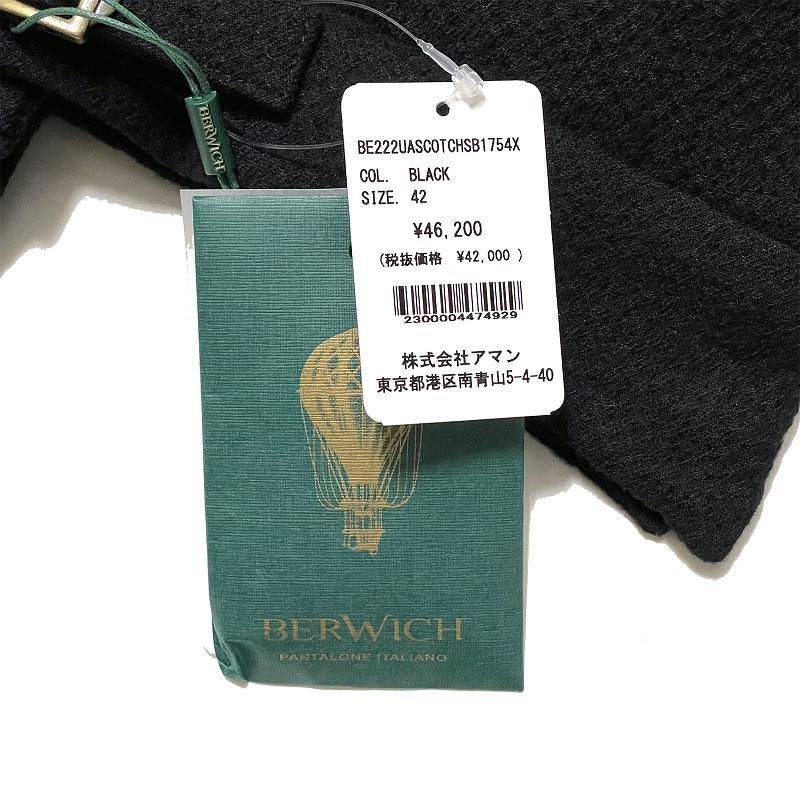 BERWICH
BE222UASCOTCHSB1754X
COL. BLACK
SIZE. 42
¥46,200
(税抜価格 ¥42,000 )
2300004474929
株式会社アマン
東京都港区南青山5-4-40
BERWICH
PANTALONE ITALIANO